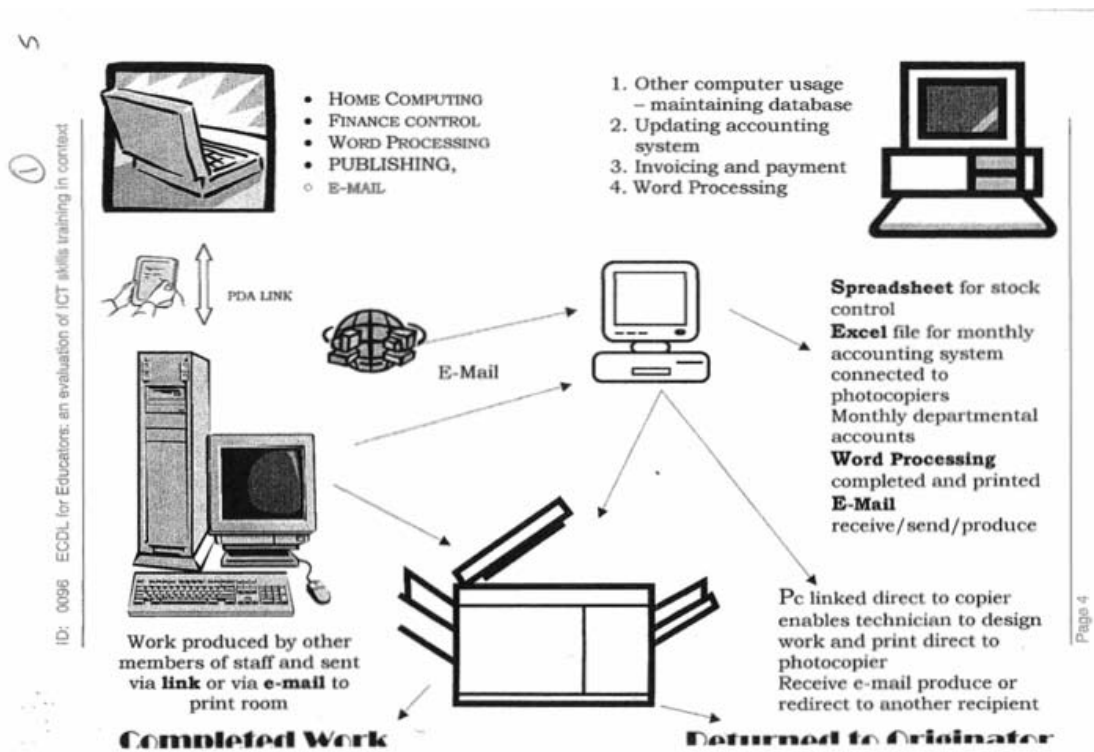 ID: 0096 ECDL for Educators: an evaluation of ICT skills training in context
• HOME COMPUTING
• FINANCE CONTROL
• WORD PROCESSING
• PUBLISHING,
○ E-MAIL
1. Other computer usage
– maintaining database
2. Updating accounting
system
3. Invoicing and payment
4. Word Processing
PDA LINK
E-Mail
Spreadsheet for stock
control
Excel file for monthly
accounting system
connected to
photocopiers
Monthly departmental
accounts
Word Processing
completed and printed
E-Mail
receive/send/produce
Work produced by other
members of staff and sent
via link or via e-mail to
print room
Pc linked direct to copier
enables technician to design
work and print direct to
photocopier
Receive e-mail produce or
redirect to another recipient
Completed Work
Returned to Originator
Page 4